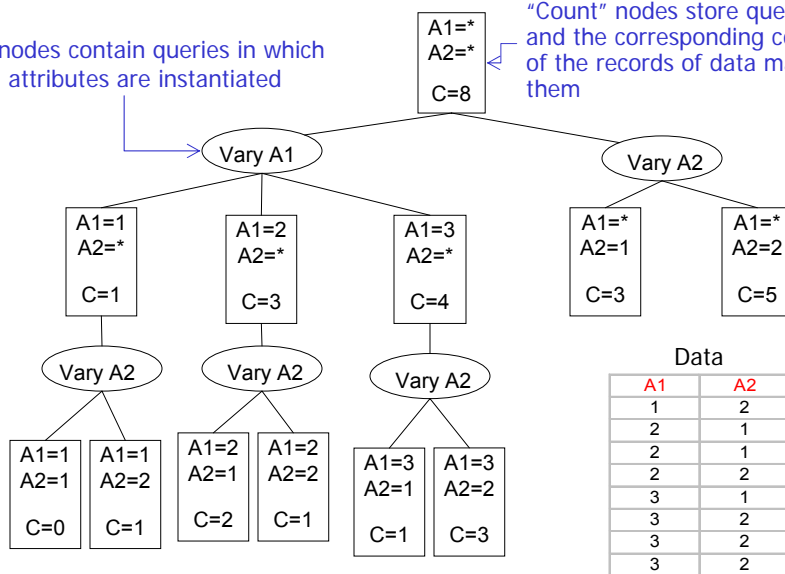 nodes contain queries in which
attributes are instantiated
A1=*
A2=*
C=8
"Count" nodes store
and the corresponding
of the records of data
them
Vary A1
Vary A2
A1=1
A2=*
C=1
A1=2
A2=*
C=3
A1=3
A2=*
C=4
A1=*
A2=1
C=3
A1=*
A2=2
C=5
Vary A2
Vary A2
Vary A2
A1=1
A2=1
C=0
A1=1
A2=2
C=1
A1=2
A2=1
C=2
A1=2
A2=2
C=1
A1=3
A2=1
C=1
A1=3
A2=2
C=3
Data
A1 A2
1 2
2 1
2 1
2 2
3 1
3 2
3 2
3 2